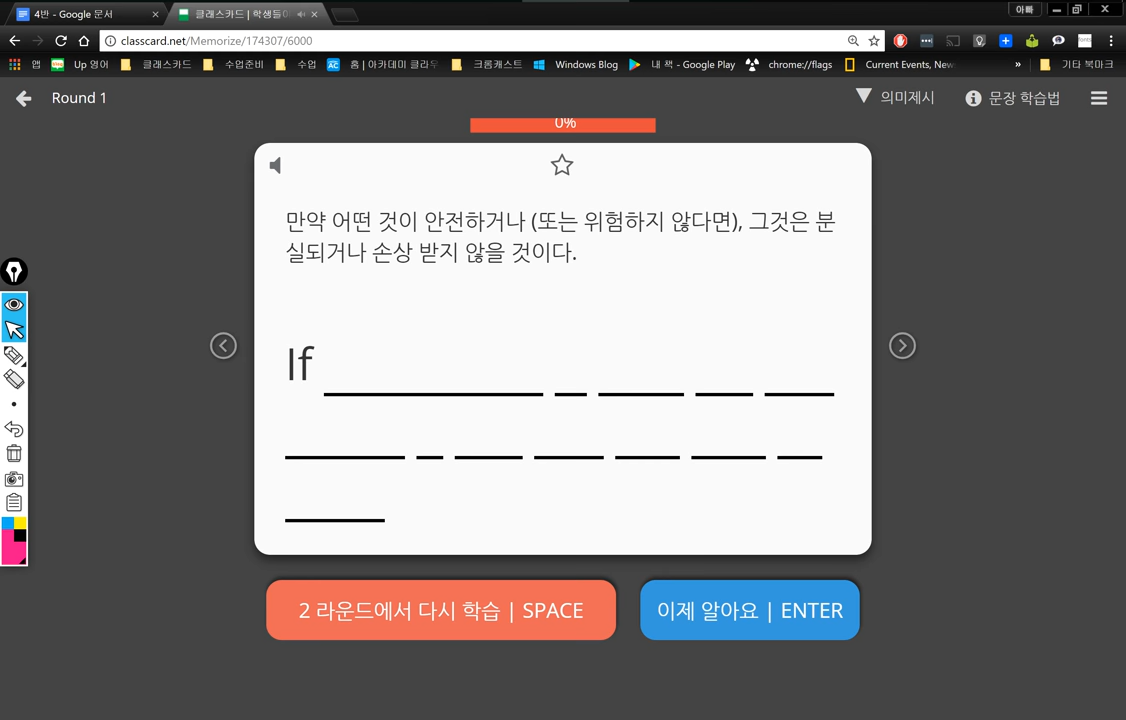 4반 - Google 문서
클래스카드 | 학생들이
아빠
classcard.net/Memorize/174307/6000
앱
Up 영어
클래스카드
수업준비
수업
홈 | 아카데미 클라우
크롬캐스트
Windows Blog
내 책 - Google Play
chrome://flags
Current Events, New
»
기타 북마크
Round 1
의미제시
문장 학습법
0%
만약 어떤 것이 안전하거나 (또는 위험하지 않다면), 그것은 분
실되거나 손상 받지 않을 것이다.
If
2 라운드에서 다시 학습 | SPACE
이제 알아요 | ENTER